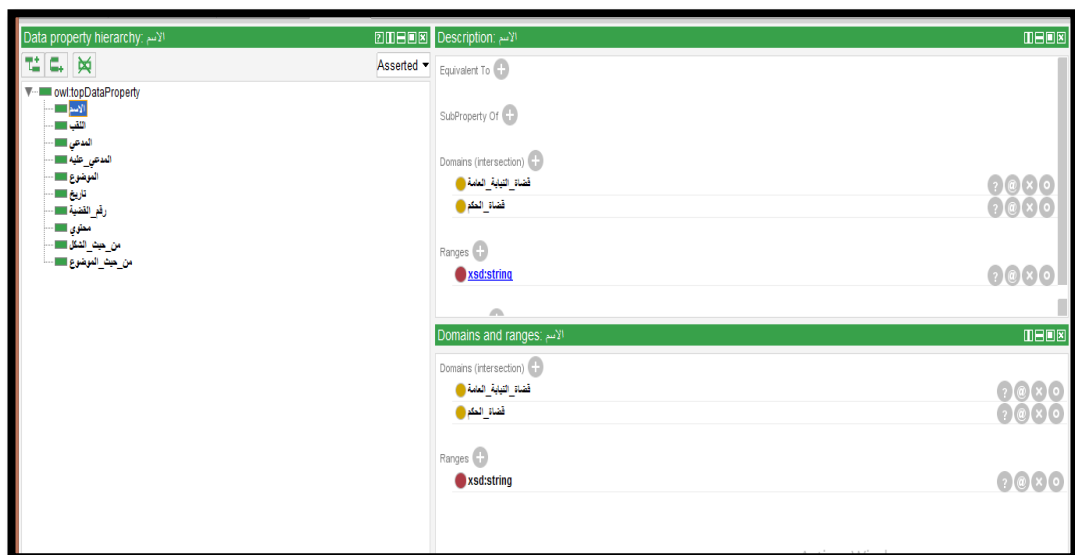 Data property hierarchy: الاسم
Asserted
owl:topDataProperty
الاسم
اللقب
المدعي
المدعي_عليه
الموضوع
تاريخ
رقم_القضية
محتوي
من_حيث_الشكل
من_حيث_الموضوع
Description: الاسم
Equivalent To
SubProperty Of
Domains (intersection)
قضاة_النيابة_العامة
قضاة_الحكم
Ranges
xsd:string
Domains and ranges: الاسم
Domains (intersection)
قضاة_النيابة_العامة
قضاة_الحكم
Ranges
xsd:string